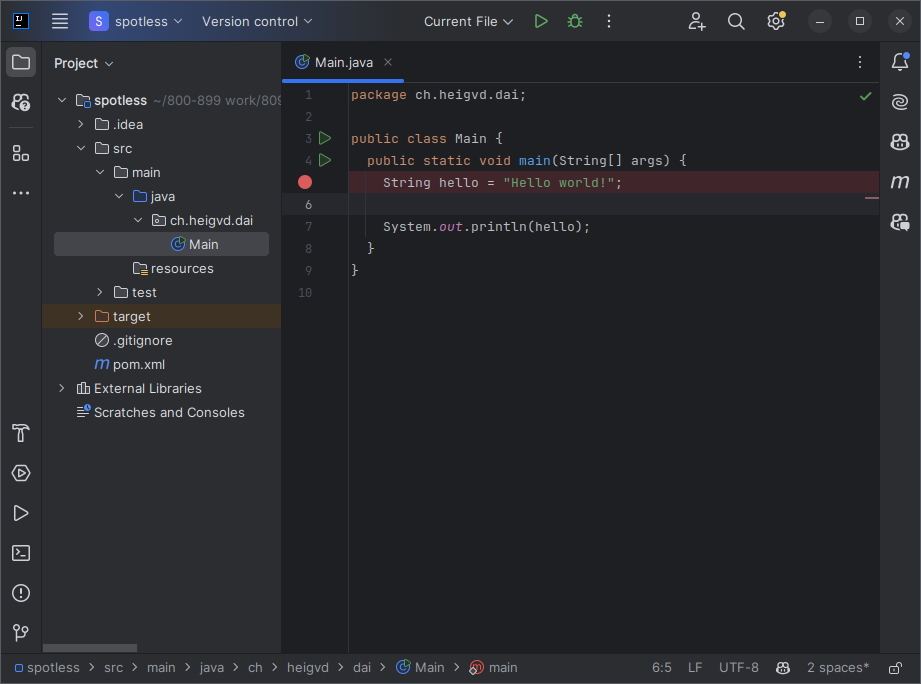 S spotless Version control Current File
Project
Main.java
spotless ~/800-899 work/809
.idea
src
main
java
ch.heigvd.dai
Main
resources
test
target
.gitignore
m pom.xml
External Libraries
Scratches and Consoles
1 package ch.heigvd.dai;
2
3 public class Main {
4 public static void main(String[] args) {
String hello = "Hello world!";
6
7 System.out.println(hello);
8 }
9 }
10
m
spotless > src > main > java > ch > heigvd > dai > Main > m main 6:5 LF UTF-8 2 spaces*